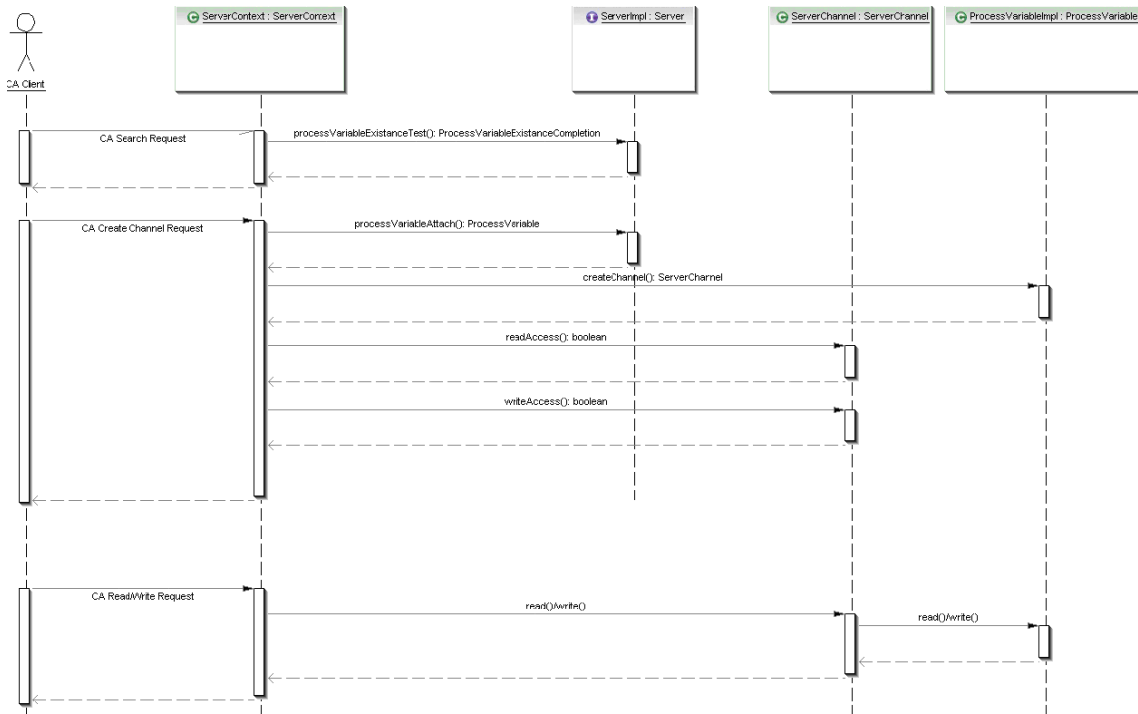 ServerContext : ServerContext
ServerImpl : Server
ServerChannel : ServerChannel
ProcessVariableImpl : ProcessVariable
CA Client
CA Search Request
processVariableExistanceTest(): ProcessVariableExistanceCompletion
CA Create Channel Request
processVariableAttach(): ProcessVariable
createChannel(): ServerChannel
readAccess(): boolean
writeAccess(): boolean
CA Read/Write Request
read()/write()
read()/write()